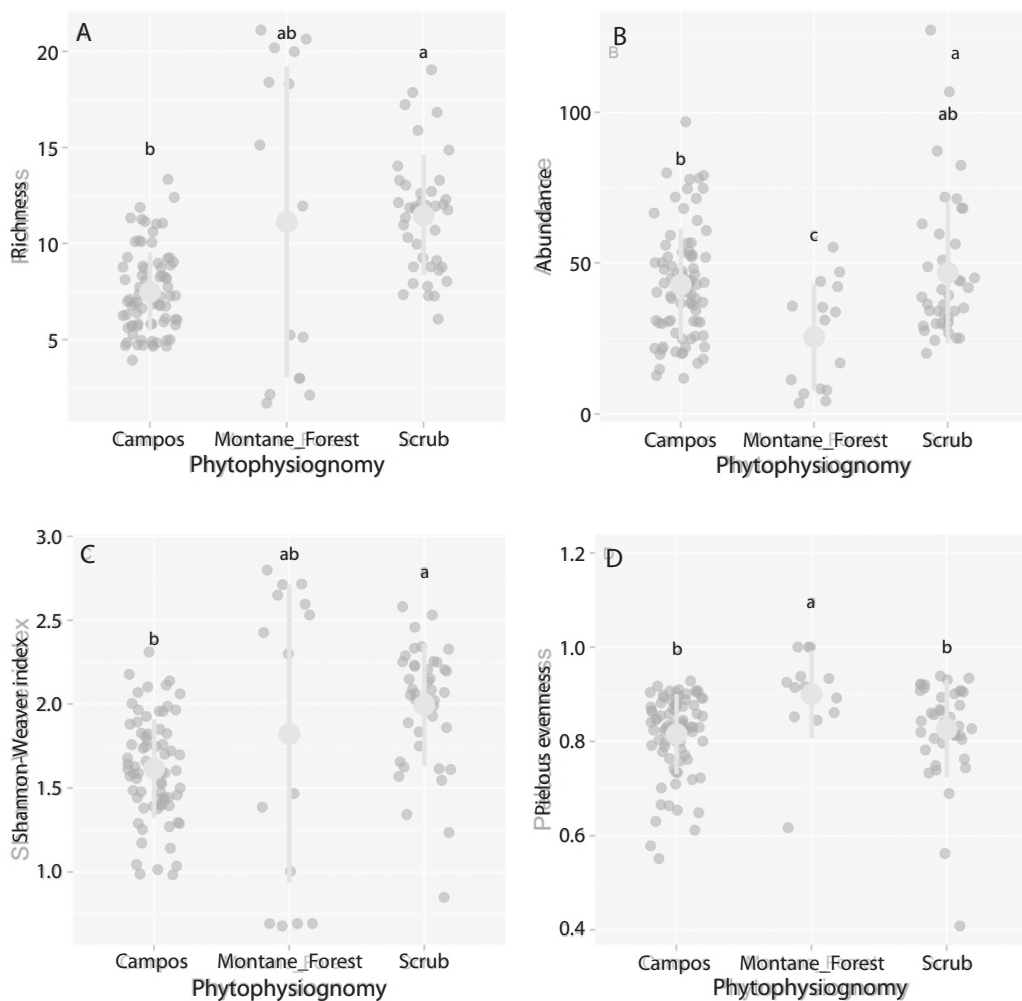 A
20
15
10
5
Richness
ab
a
b
Campos Montane_Forest Scrub
Phytophysiognomy
B
B
100
50
0
Abundance
a
ab
b
c
Campos Montane_Forest Scrub
Phytophysiognomy
C
C
3.0
2.5
2.0
1.5
1.0
Shannon-Weaver index
ab
a
b
Campos Montane_Forest Scrub
Phytophysiognomy
D
D
1.2
1.0
0.8
0.6
0.4
Pielous evenness
a
b
b
Campos Montane_Forest Scrub
Phytophysiognomy